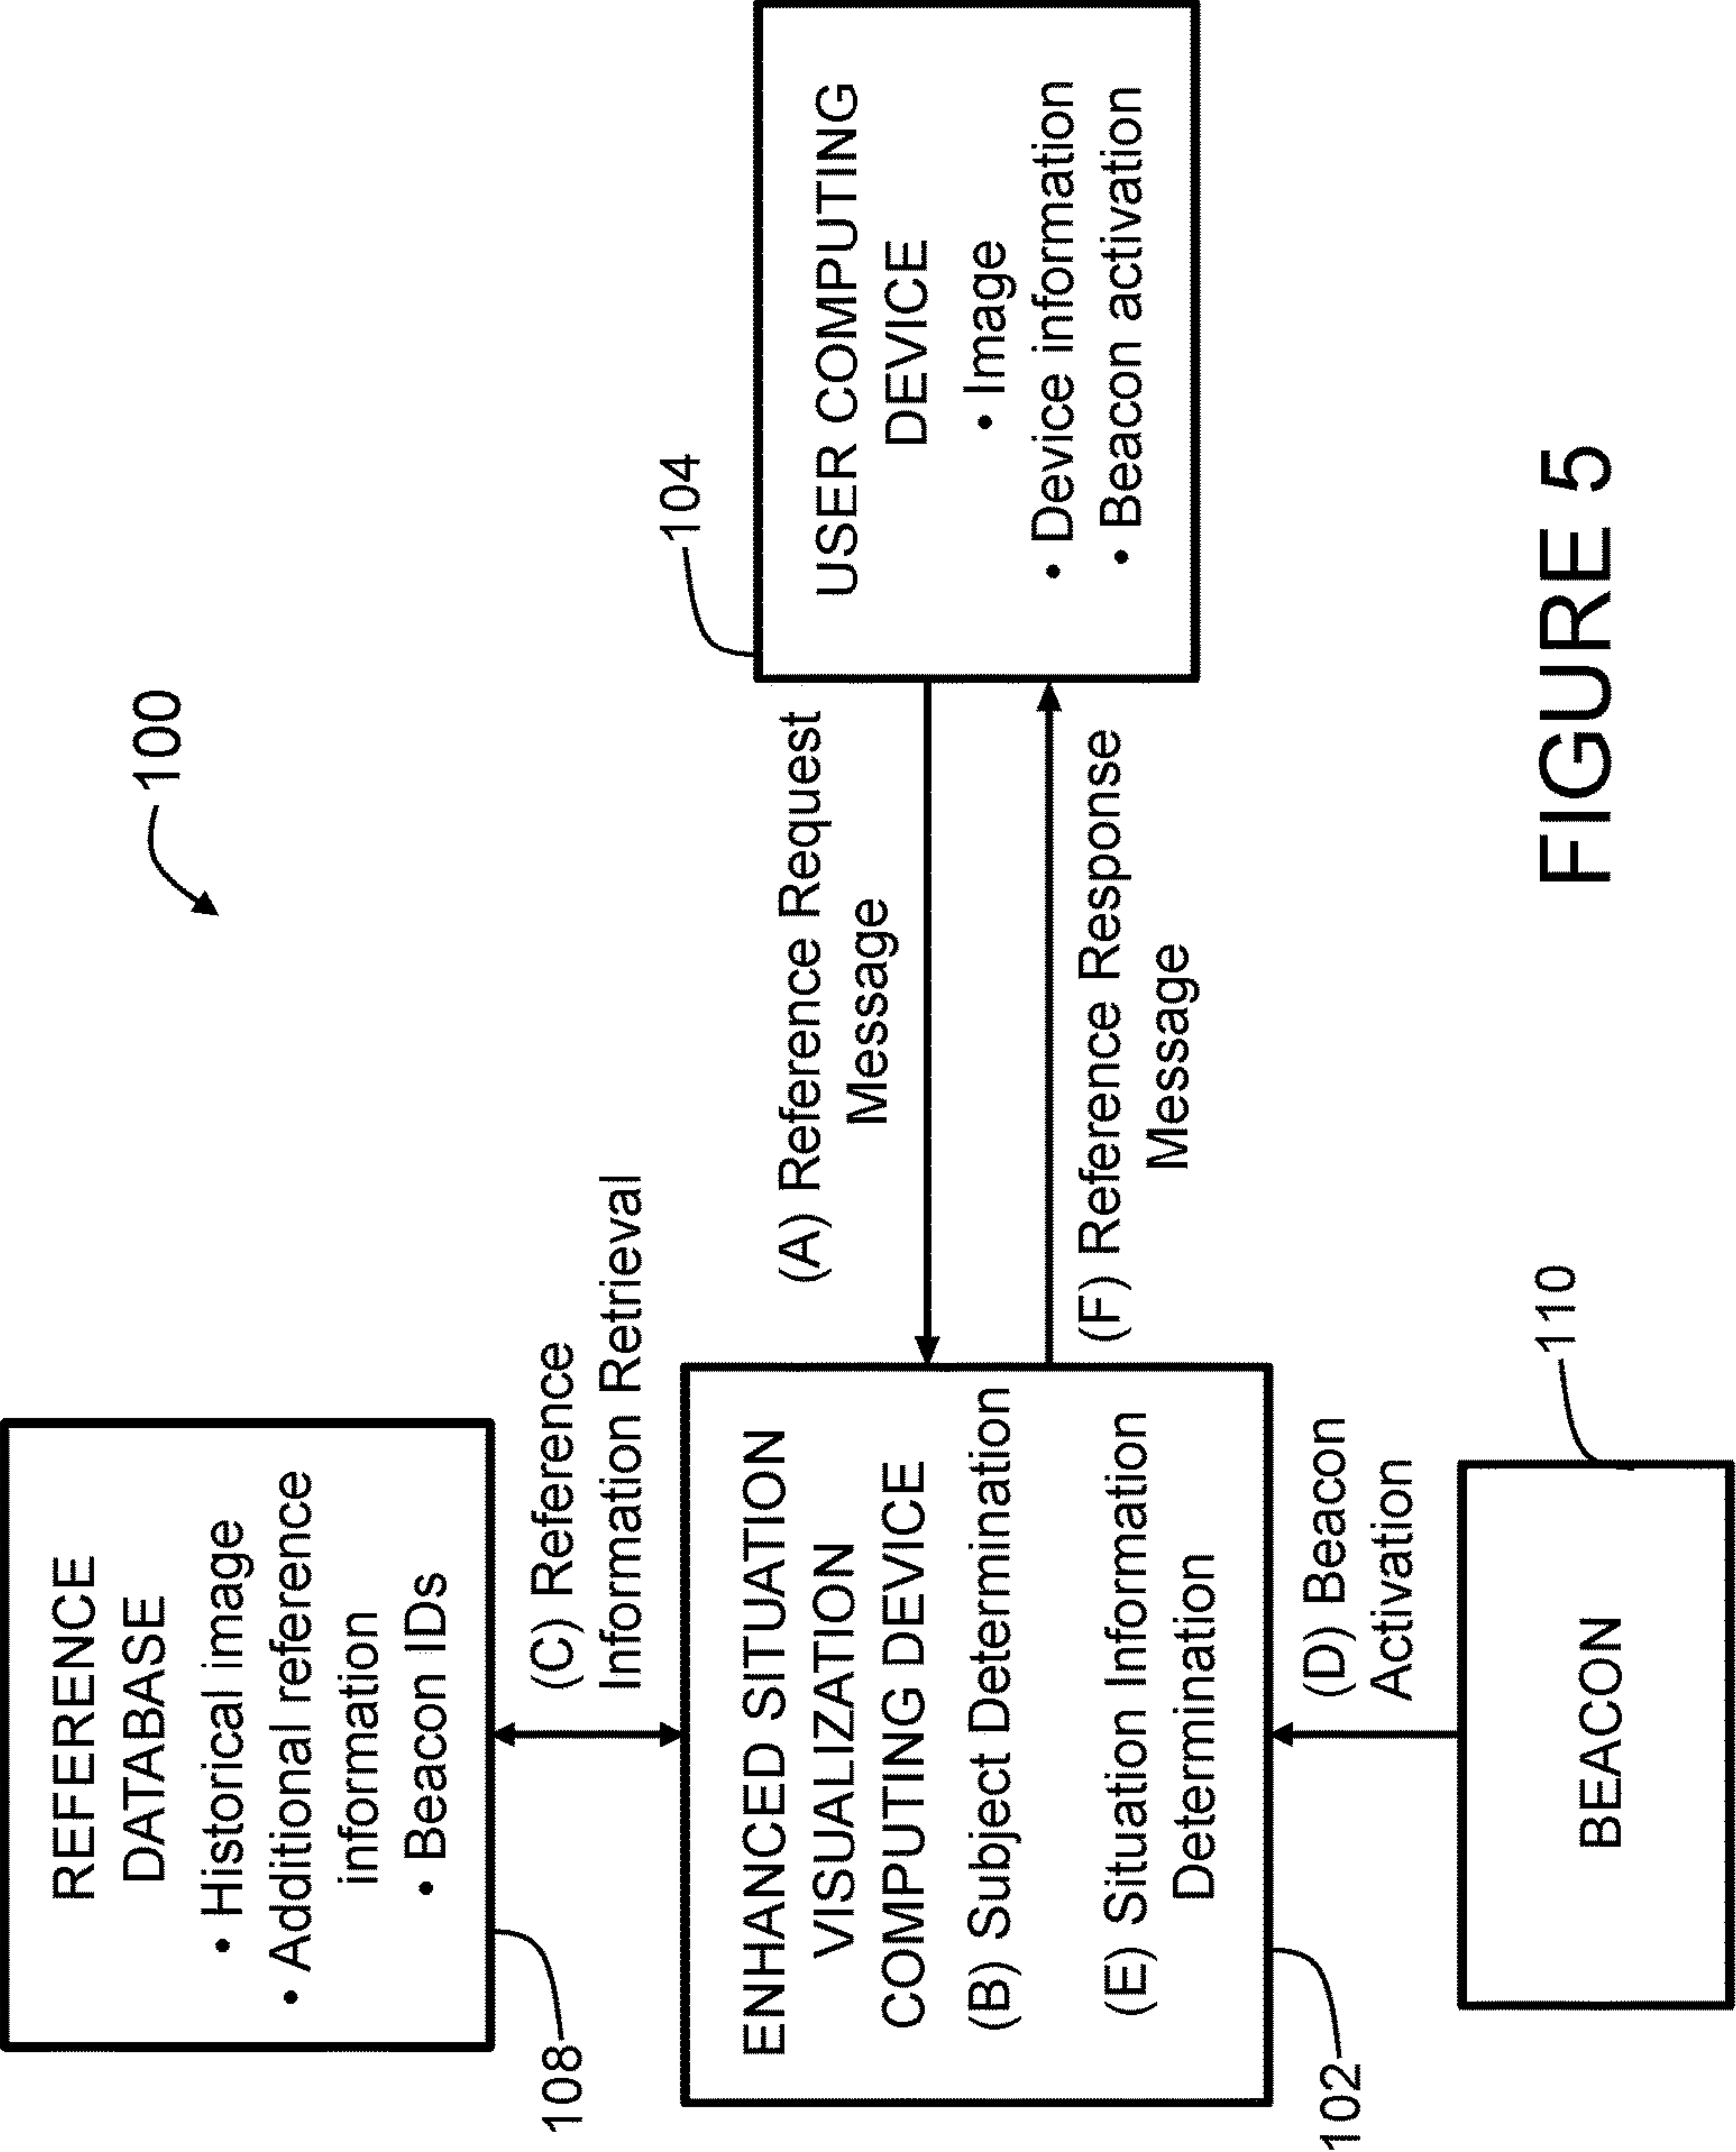 100
REFERENCE
DATABASE
• Historical image
• Additional reference
information
• Beacon IDs
108
(C) Reference
Information Retrieval
ENHANCED SITUATION
VISUALIZATION
COMPUTING DEVICE
(B) Subject Determination
(E) Situation Information
Determination
102
(A) Reference Request
Message
(F) Reference Response
Message
104
USER COMPUTING
DEVICE
• Image
• Device information
• Beacon activation
(D) Beacon
Activation
110
BEACON
FIGURE 5